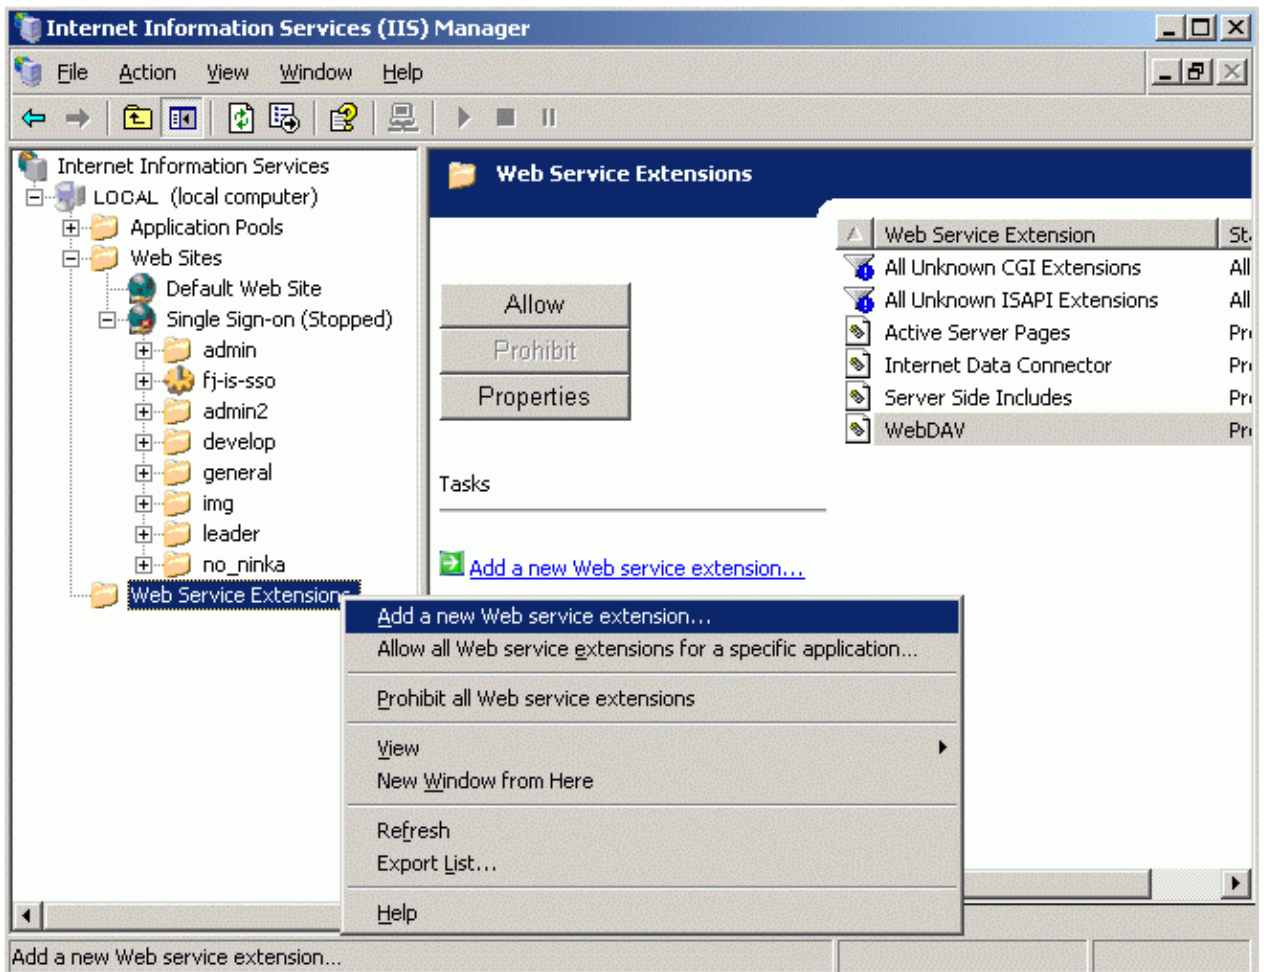 Internet Information Services (IIS) Manager
File Action View Window Help
Internet Information Services
LOCAL (local computer)
Application Pools
Web Sites
Default Web Site
Single Sign-on (Stopped)
admin
fj-is-sso
admin2
develop
general
img
leader
no_ninka
Web Service Extensions
Web Service Extensions
Allow
Prohibit
Properties
Tasks
Add a new Web service extension...
Web Service Extension
All Unknown CGI Extensions All
All Unknown ISAPI Extensions All
Active Server Pages
Internet Data Connector
Server Side Includes
WebDAV
Add a new Web service extension...
Allow all Web service extensions for a specific application...
Prohibit all Web service extensions
View
New Window from Here
Refresh
Export List...
Help
Add a new Web service extension...